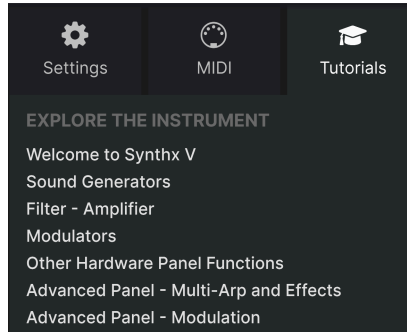 Settings
MIDI
Tutorials
EXPLORE THE INSTRUMENT
Welcome to Synthx V
Sound Generators
Filter - Amplifier
Modulators
Other Hardware Panel Functions
Advanced Panel - Multi-Arp and Effects
Advanced Panel - Modulation